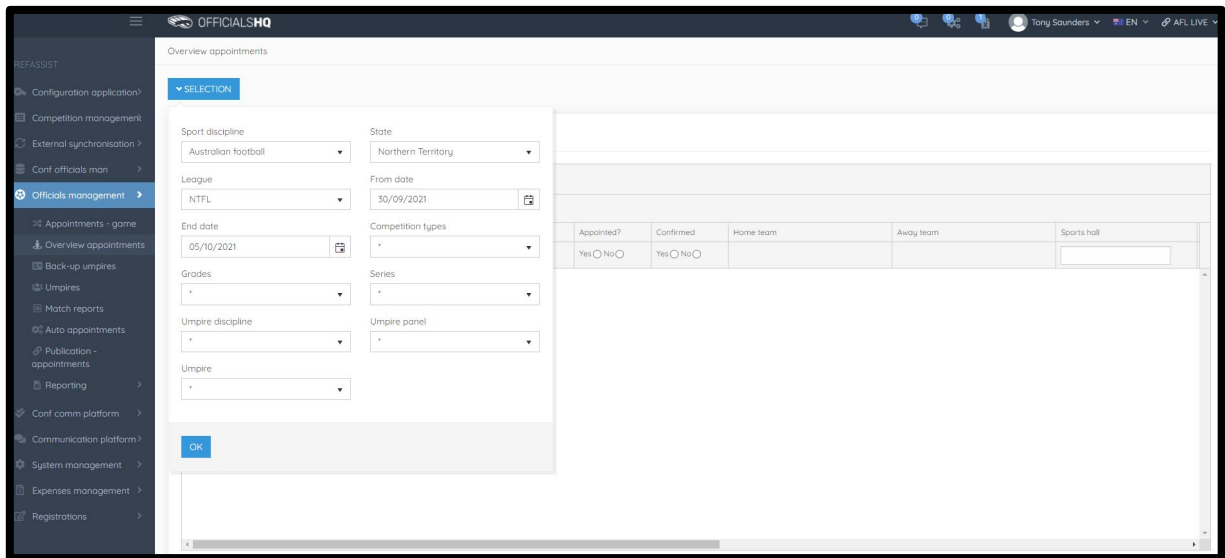 OFFICIALSHQ
0
0
1
Tony Saunders
EN
AFL LIVE
Overview appointments
REFASSIST
Configuration application
Competition management
External synchronisation
Conf officials man
Officials management
Appointments - game
Overview appointments
Back-up umpires
Umpires
Match reports
Auto appointments
Publication -
appointments
Reporting
Conf comm platform
Communication platform
System management
Expenses management
Registrations
SELECTION
Sport discipline State
Australian football Northern Territory
League From date
NTFL 30/09/2021
End date Competition types
05/10/2021 *
Grades Series
* *
Umpire discipline Umpire panel
* *
Umpire
*
OK
Appointed? Confirmed Home team Away team Sports hall
Yes No Yes No